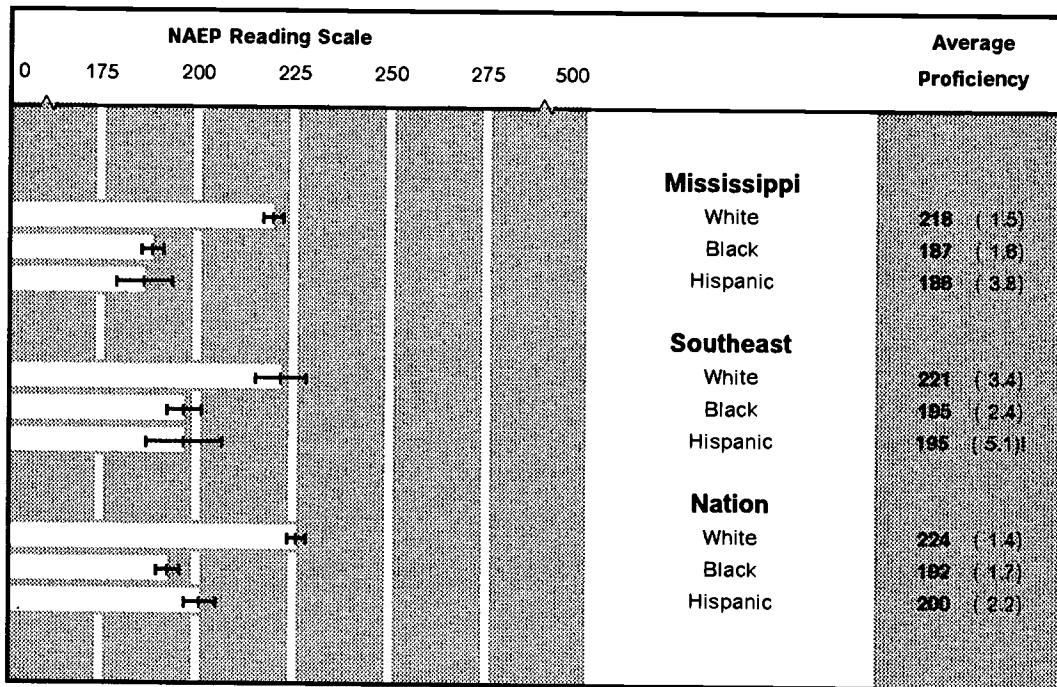 NAEP Reading Scale
0 175 200 225 250 275 500
Average
Proficiency
Mississippi
White 218 ( 1.5)
Black 187 ( 1.6)
Hispanic ( 3.8)
Southeast
White 221 ( 3.4)
Black 195 ( 2.4)
Hispanic 195 ( 5.1)!
Nation
White 224 ( 1.4)
Black 192 ( 1.7)
Hispanic 200 ( 2.2)